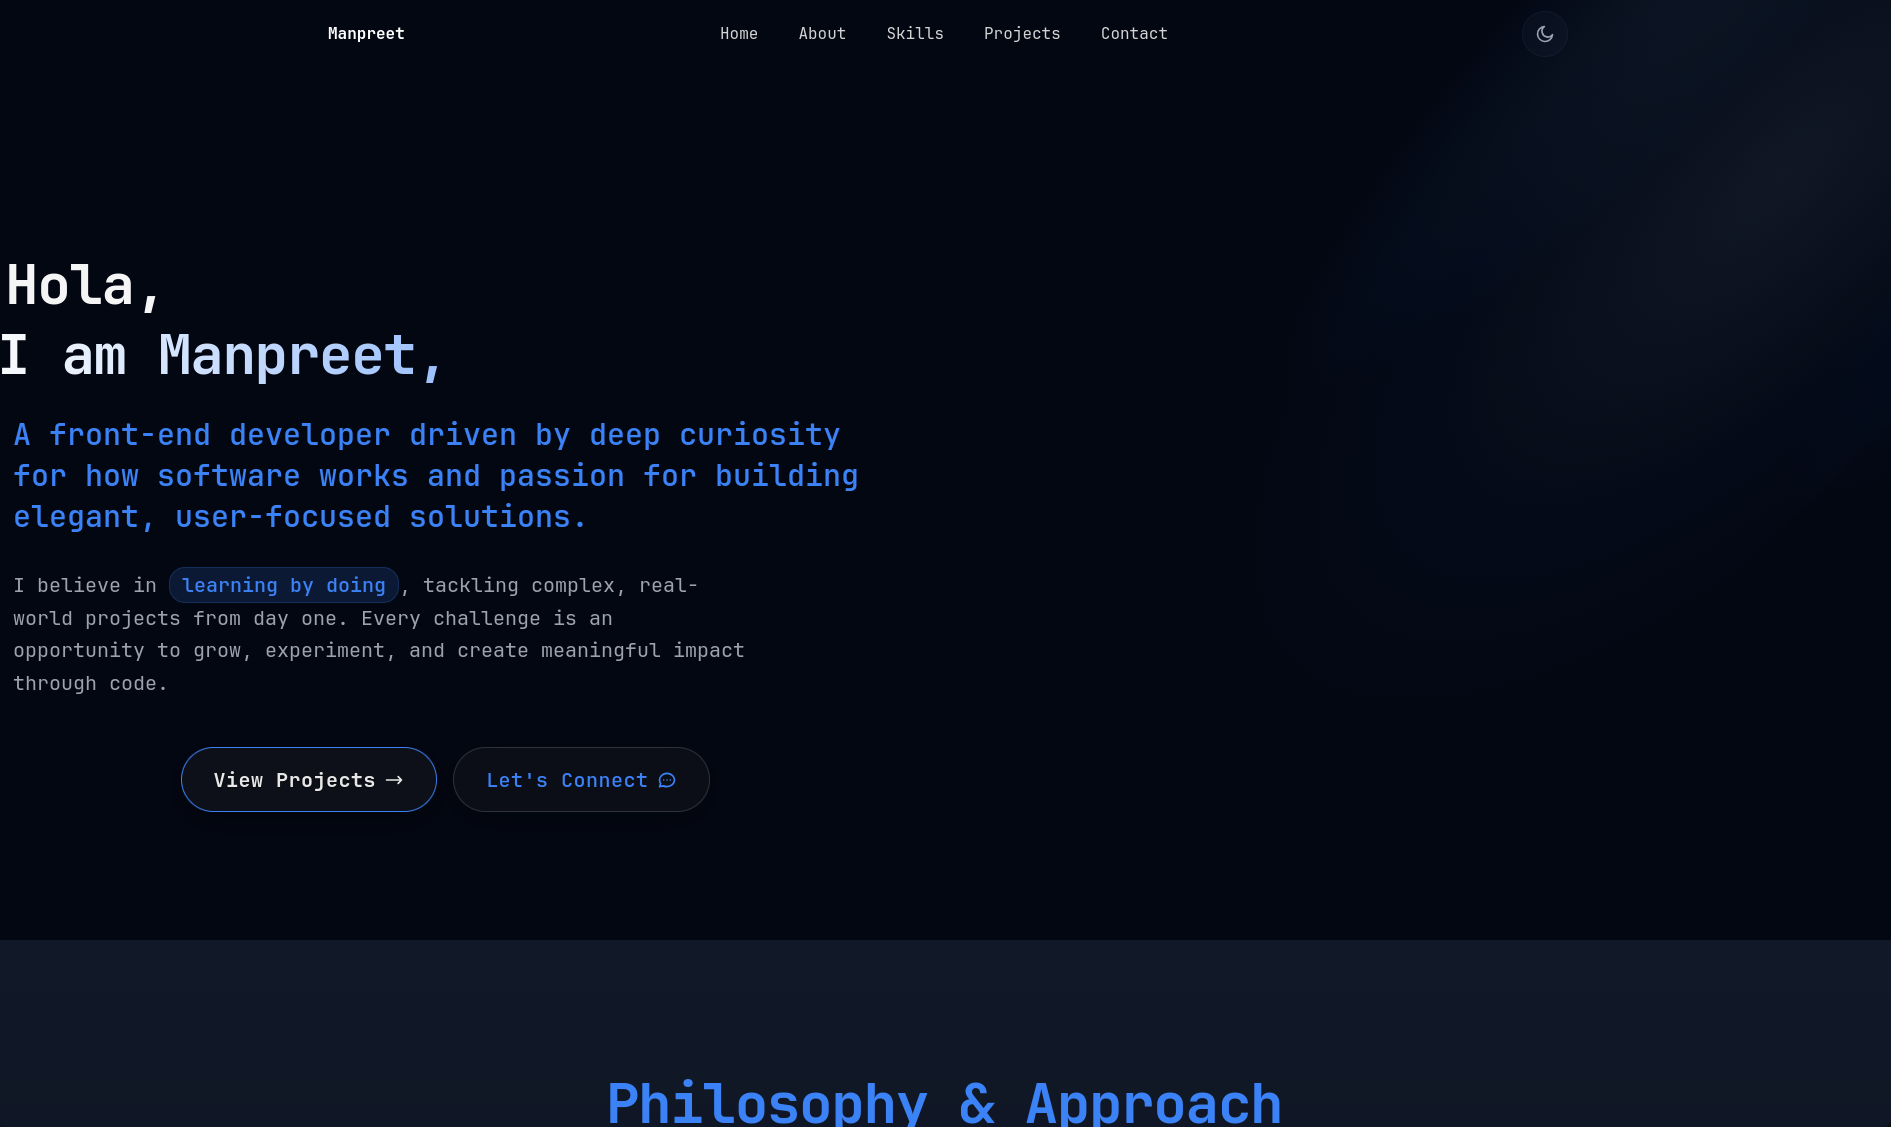 Manpreet
Home About Skills Projects Contact
Hola,
I am Manpreet,
A front-end developer driven by deep curiosity
for how software works and passion for building
elegant, user-focused solutions.
I believe in learning by doing, tackling complex, real-
world projects from day one. Every challenge is an
opportunity to grow, experiment, and create meaningful impact
through code.
View Projects →
Let's Connect
Philosophy & Approach